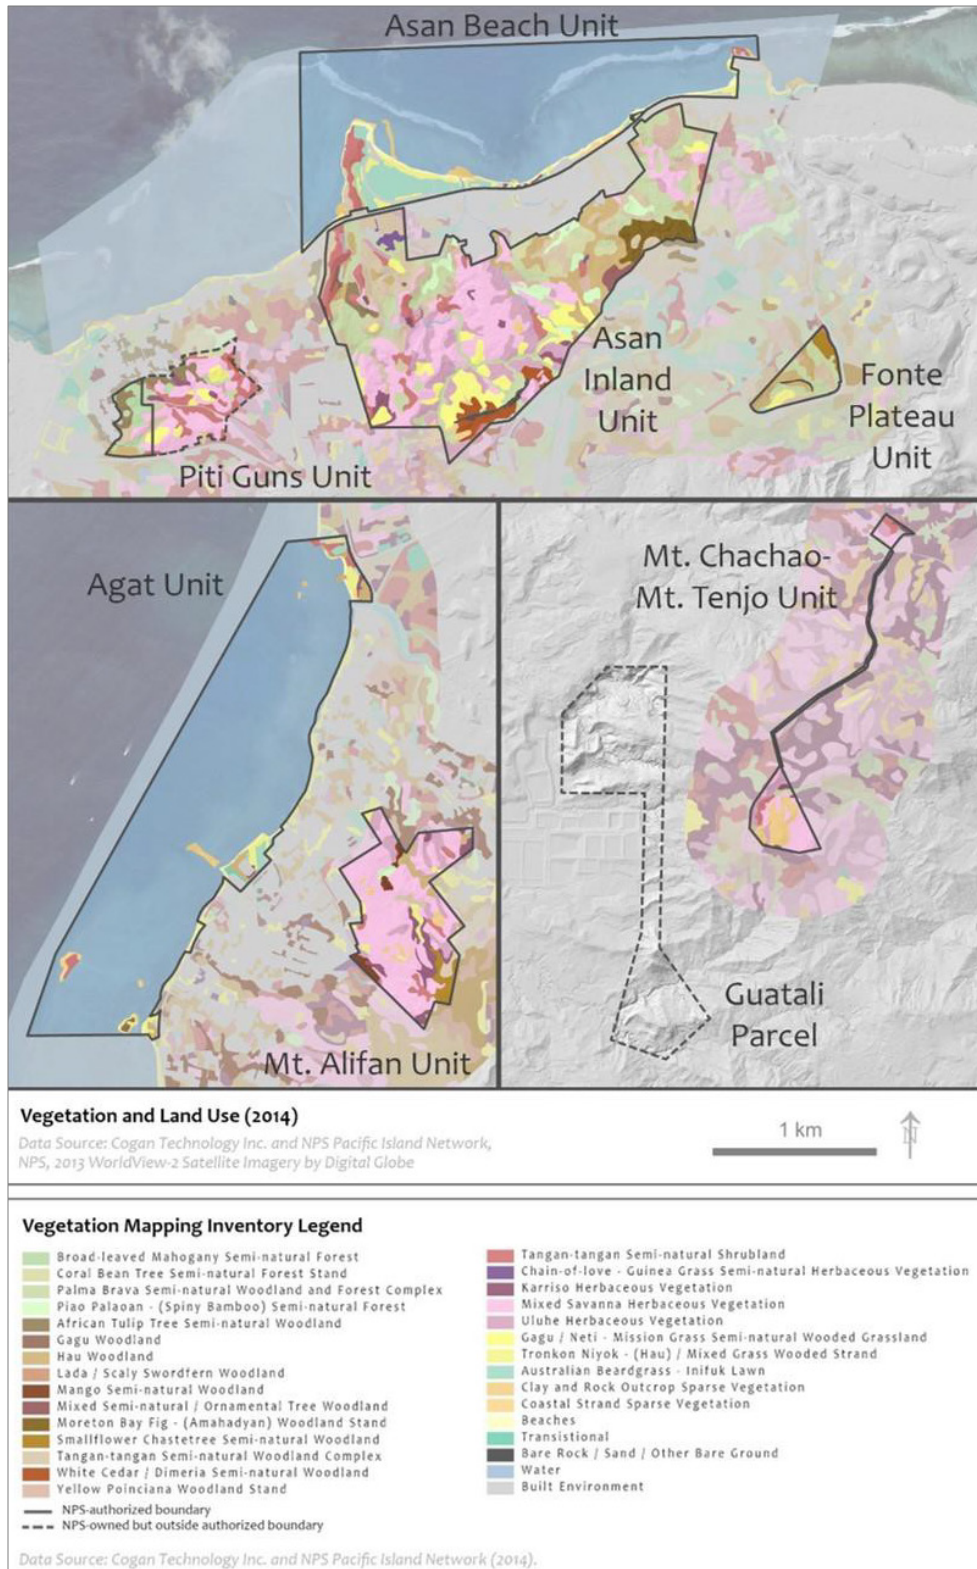 Asan Beach Unit
Asan
Inland
Unit
Fonte
Plateau
Unit
Piti Guns Unit
Agat Unit
Mt. Chachao-
Mt. Tenjo Unit
Guatali
Parcel
Mt. Alifan Unit
Vegetation and Land Use (2014)
Data Source: Cogan Technology Inc. and NPS Pacific Island Network,
NPS, 2013 WorldView-2 Satellite Imagery by Digital Globe
1 km
N
Vegetation Mapping Inventory Legend
Broad-leaved Mahogany Semi-natural Forest
Coral Bean Tree Semi-natural Forest Stand
Palma Brava Semi-natural Woodland and Forest Complex
Piao Palaoan - (Spiny Bamboo) Semi-natural Forest
African Tulip Tree Semi-natural Woodland
Gagu Woodland
Hau Woodland
Lada / Scaly Swordfern Woodland
Mango Semi-natural Woodland
Mixed Semi-natural / Ornamental Tree Woodland
Moreton Bay Fig - (Amahadyan) Woodland Stand
Smallflower Chastetree Semi-natural Woodland
Tangan-tangan Semi-natural Woodland Complex
White Cedar / Dimeria Semi-natural Woodland
Yellow Poinciana Woodland Stand
NPS-authorized boundary
NPS-owned but outside authorized boundary
Tangan-tangan Semi-natural Shrubland
Chain-of-love - Guinea Grass Semi-natural Herbaceous Vegetation
Karriso Herbaceous Vegetation
Mixed Savanna Herbaceous Vegetation
Uluhe Herbaceous Vegetation
Gagu / Neti - Mission Grass Semi-natural Wooded Grassland
Tronkon Niyok - (Hau) / Mixed Grass Wooded Strand
Australian Beardgrass - Inifuk Lawn
Clay and Rock Outcrop Sparse Vegetation
Coastal Strand Sparse Vegetation
Beaches
Transistional
Bare Rock / Sand / Other Bare Ground
Water
Built Environment
Data Source: Cogan Technology Inc. and NPS Pacific Island Network (2014).